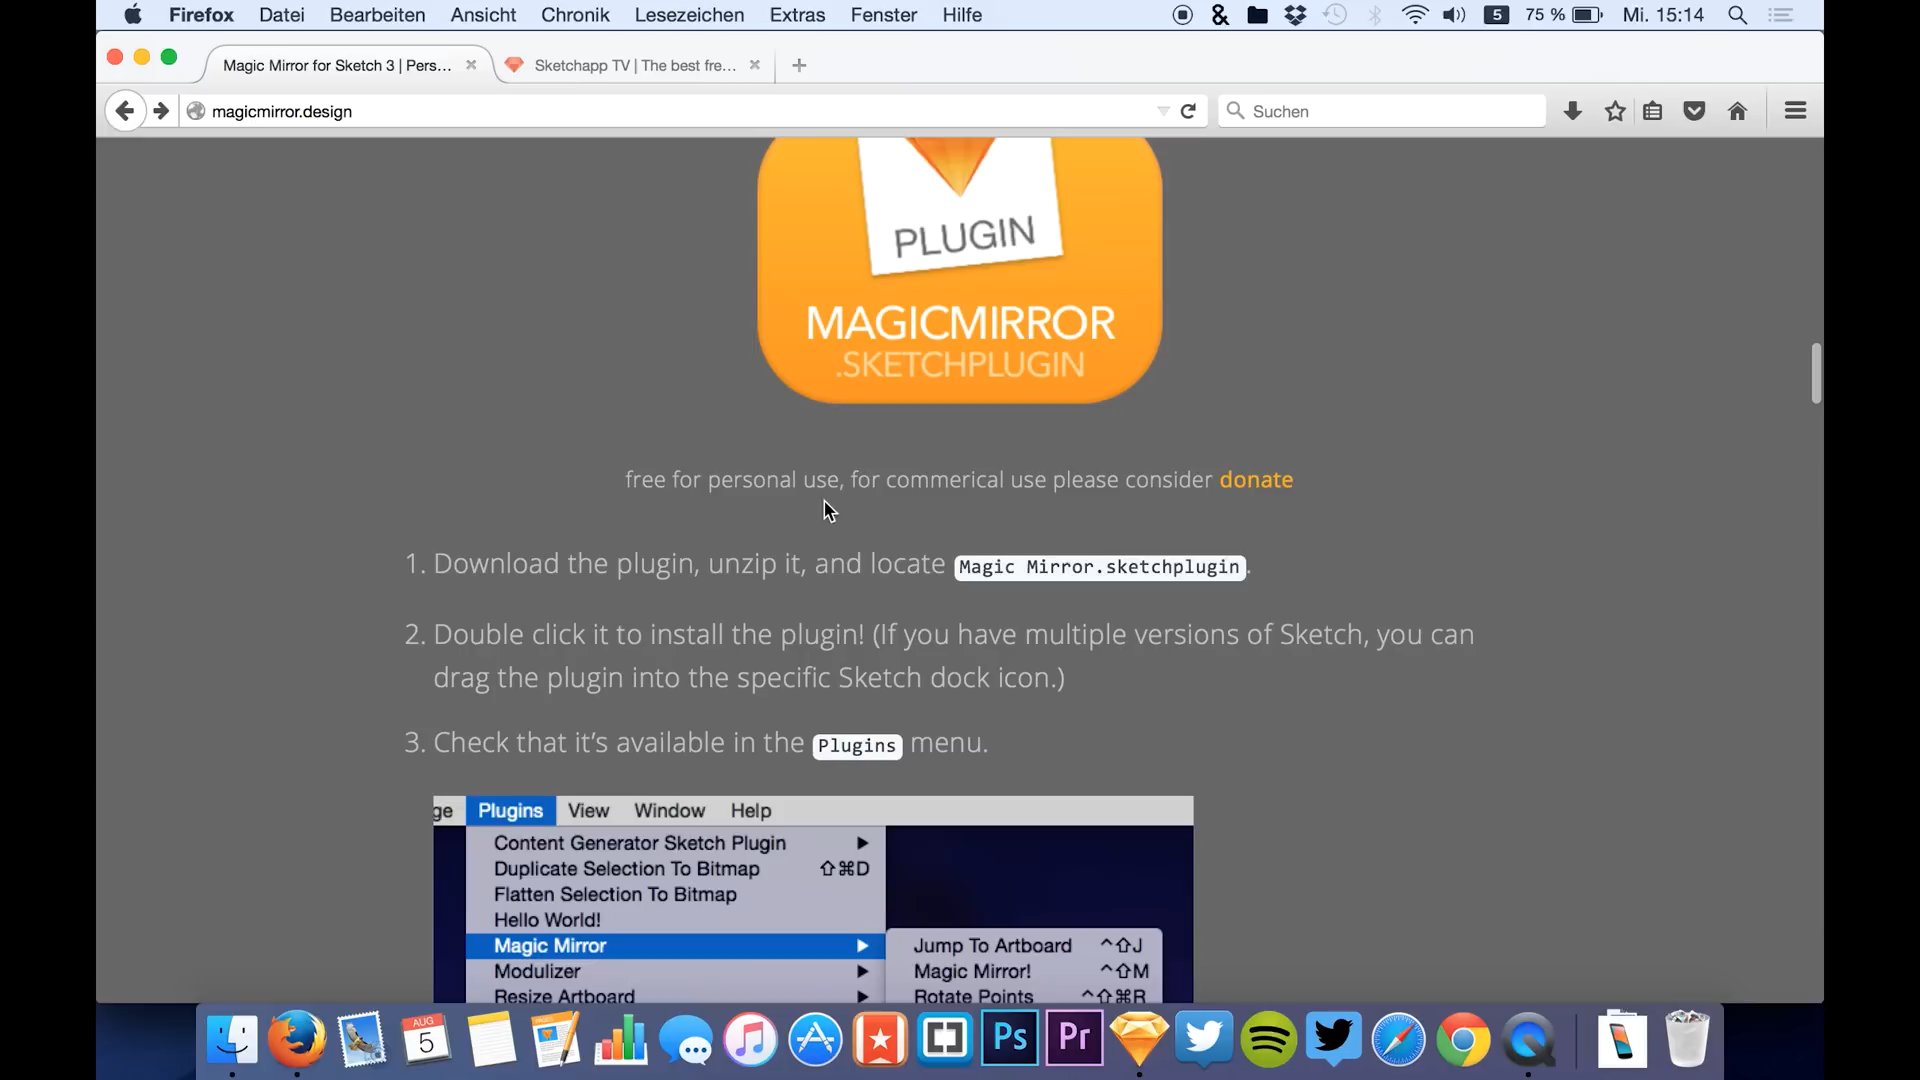 Firefox Datei Bearbeiten Ansicht Chronik Lesezeichen Extras Fenster Hilfe 5 75 % Mi. 15:14
Magic Mirror for Sketch 3 | Pers... Sketchapp TV | The best fre...
magicmirror.design Suchen
PLUGIN
MAGICMIRROR
.SKETCHPLUGIN
free for personal use, for commerical use please consider donate
1. Download the plugin, unzip it, and locate Magic Mirror.sketchplugin.
2. Double click it to install the plugin! (If you have multiple versions of Sketch, you can
drag the plugin into the specific Sketch dock icon.)
3. Check that it's available in the Plugins menu.
ge Plugins View Window Help
Content Generator Sketch Plugin
Duplicate Selection To Bitmap ⇧⌘D
Flatten Selection To Bitmap
Hello World!
Magic Mirror Jump To Artboard ^⇧J
Modulizer Magic Mirror! ^⇧M
Resize Artboard Rotate Points ^⇧⌘R
AUG
5
Ps Pr